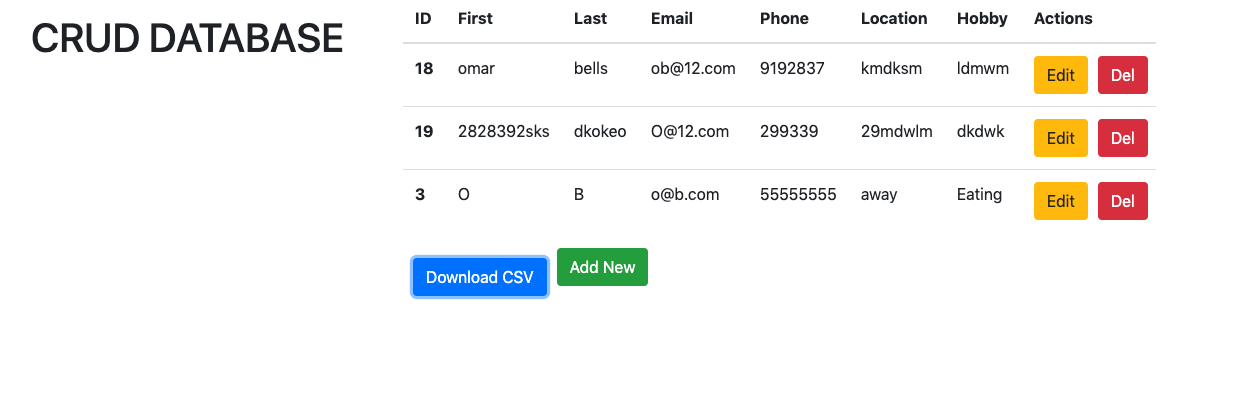 CRUD DATABASE
ID First Last Email Phone Location Hobby Actions
18 omar bells ob@12.com 9192837 kmdksm ldmwm Edit Del
19 2828392sks dkokeo O@12.com 299339 29mdwlm dkdwk Edit Del
3 O B o@b.com 55555555 away Eating Edit Del
Download CSV Add New